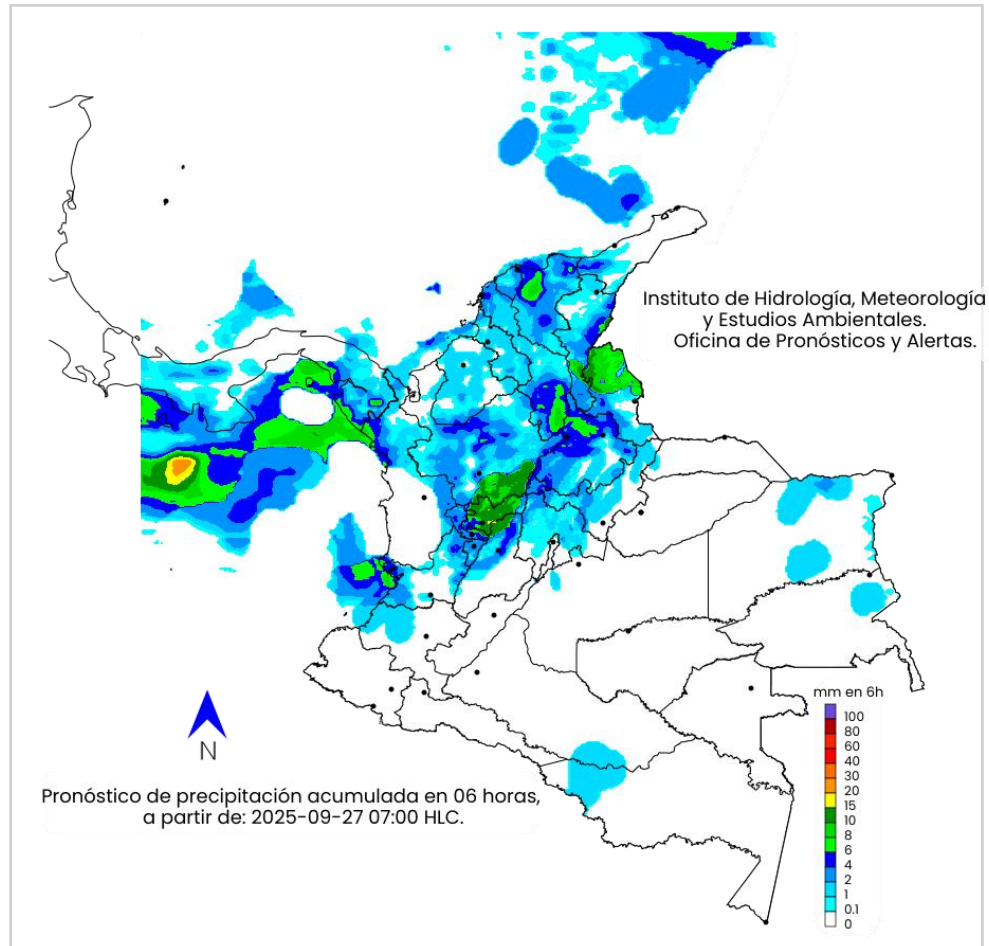 Instituto de Hidrología, Meteorología
y Estudios Ambientales.
Oficina de Pronósticos y Alertas.
mm en 6h
100
80
60
40
30
20
15
10
8
6
4
2
1
0.1
0
N
Pronóstico de precipitación acumulada en 06 horas,
a partir de: 2025-09-27 07:00 HLC.